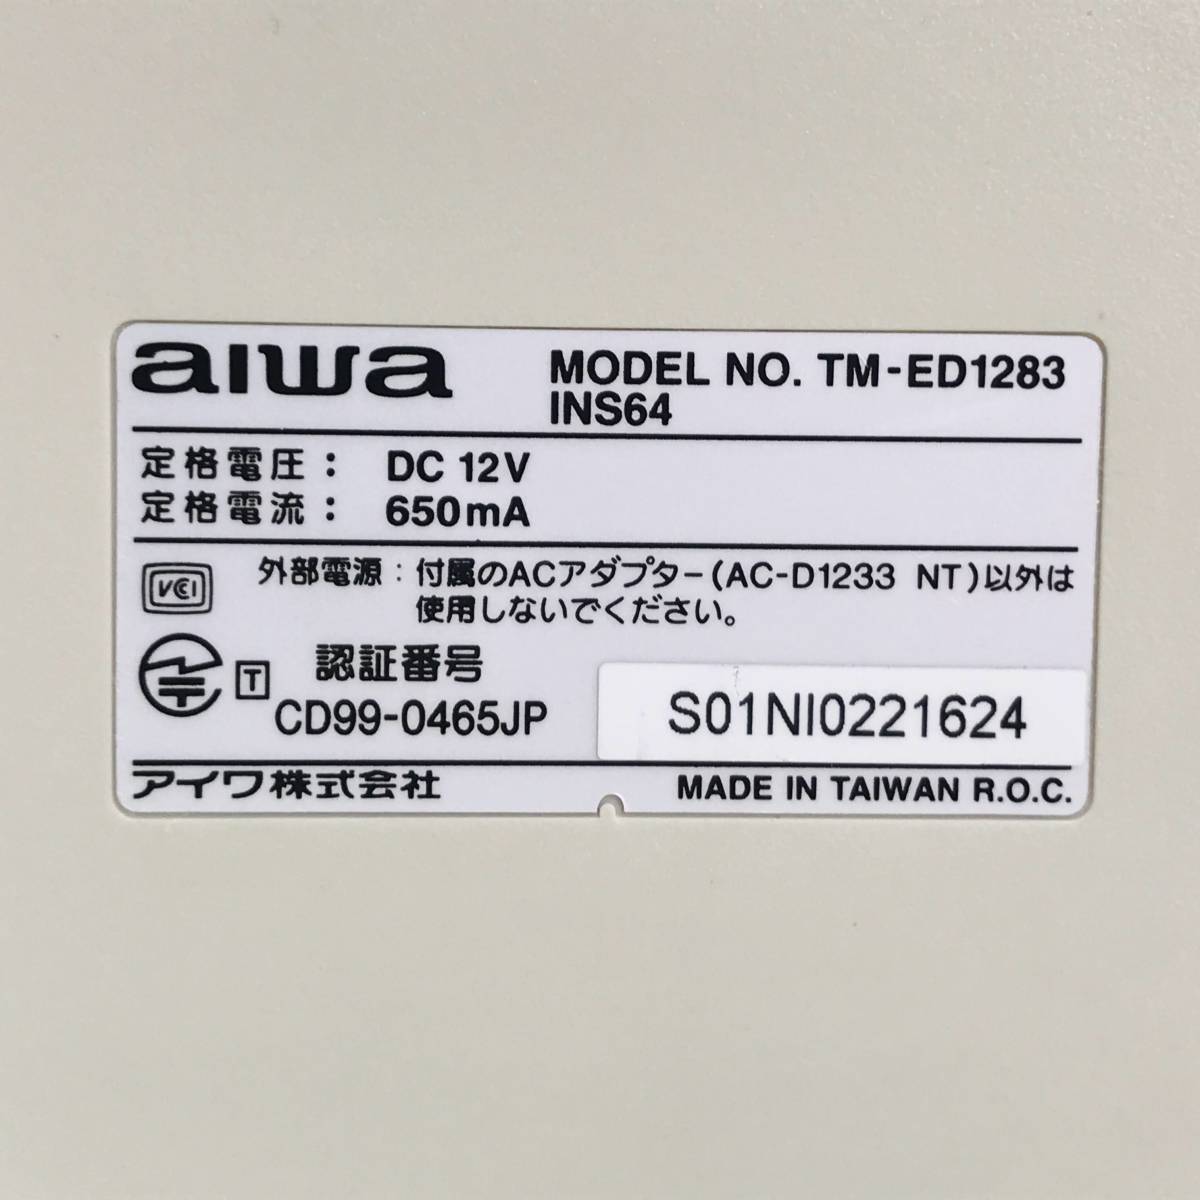 aiwa
MODEL NO. TM-ED1283
INS64
定格電圧： DC 12V
定格電流： 650mA
VCCI
外部電源：付属のACアダプター(AC-D1233 NT)以外は
使用しないでください。
T
認証番号
CD99-0465JP
S01NI0221624
アイワ株式会社
MADE IN TAIWAN R.O.C.